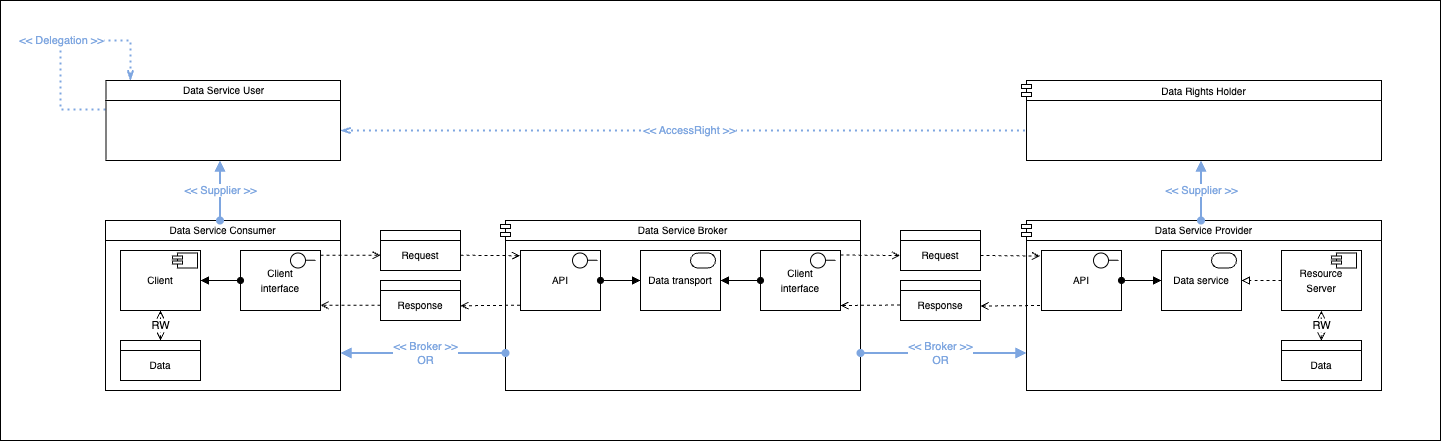 << Delegation >>
Data Service User
Data Rights Holder
<< AccessRight >>
<< Supplier >>
<< Supplier >>
Data Service Consumer
Client
Client
interface
RW
Data
Request
Response
<< Broker >>
OR
Data Service Broker
API
Data transport
Client
interface
Request
Response
<< Broker >>
OR
Data Service Provider
API
Data service
Resource
Server
RW
Data